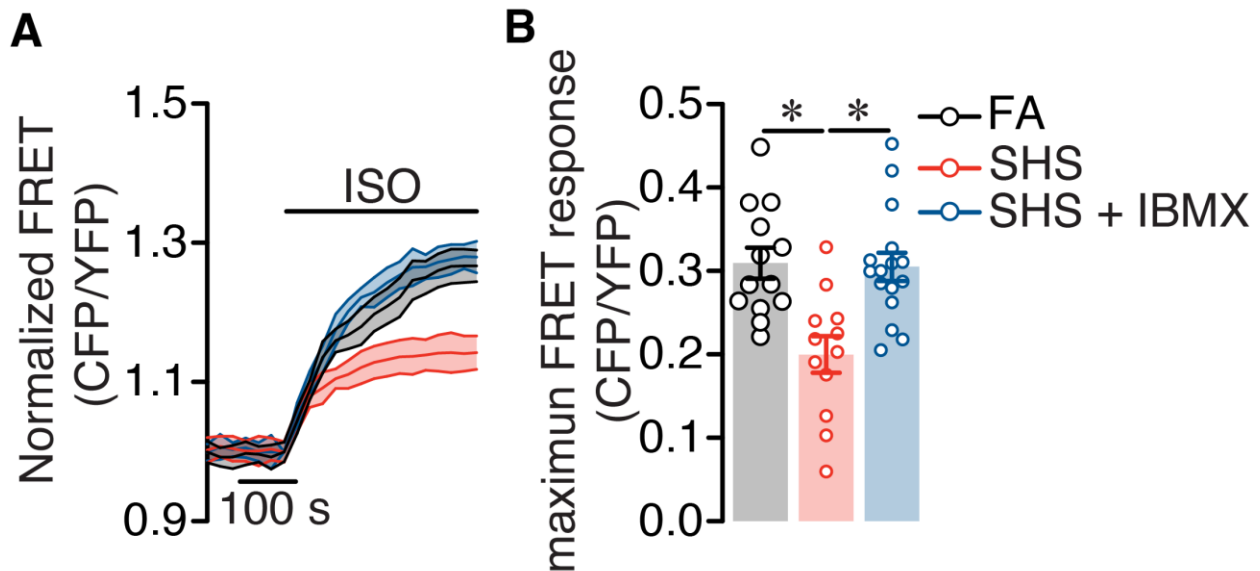 A
Normalized FRET
(CFP/YFP)
1.5
1.3
1.1
0.9
ISO
100 s
B
maximun FRET response
(CFP/YFP)
0.5
0.4
0.3
0.2
0.1
0.0
* *
FA
SHS
SHS + IBMX